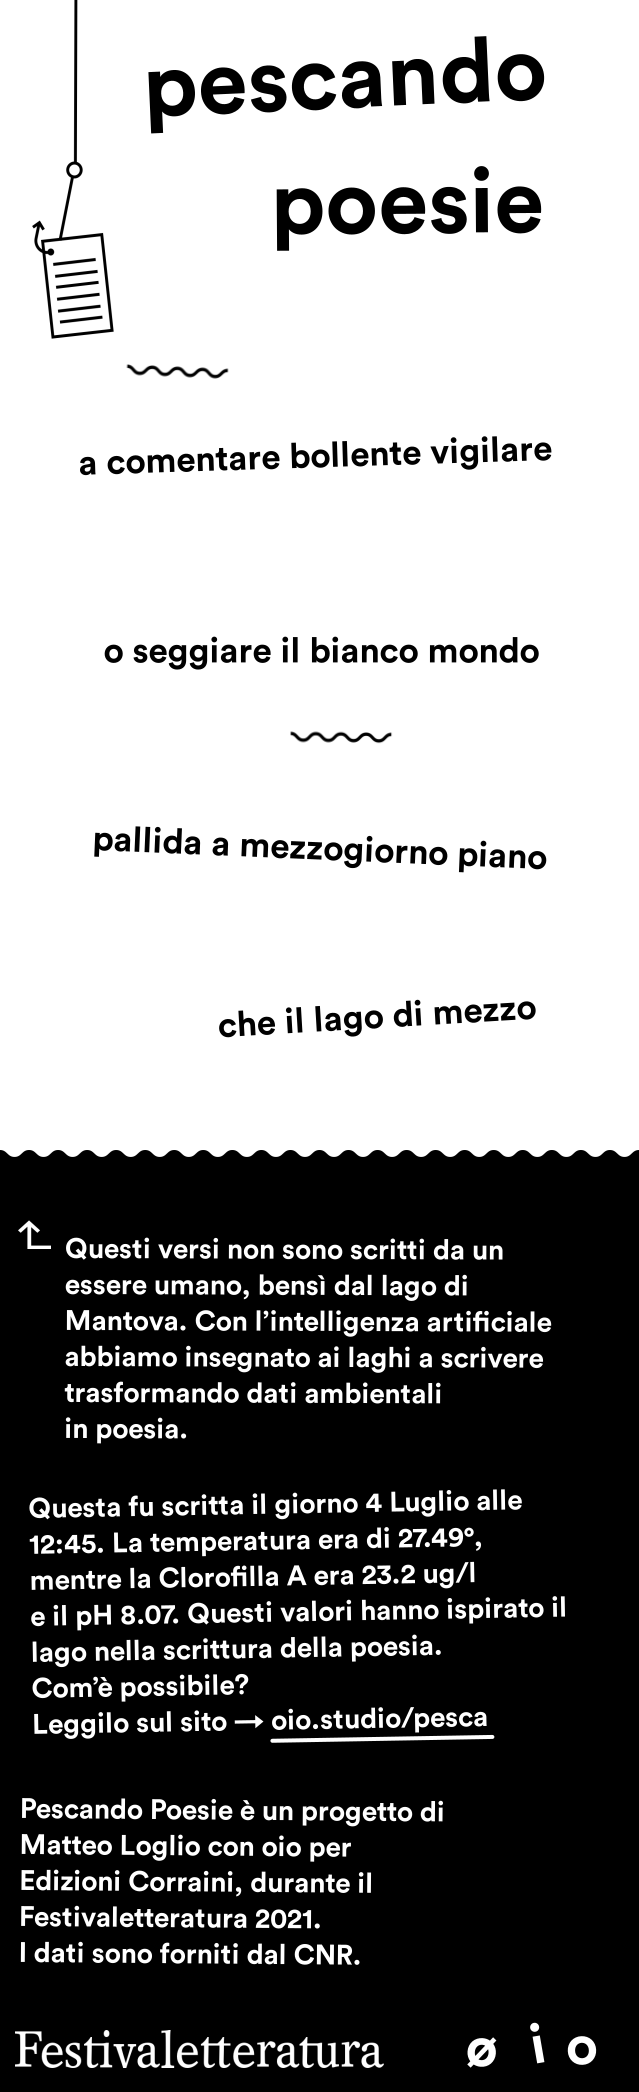 pescando
poesie
a comentare bollente vigilare
o seggiare il bianco mondo
pallida a mezzogiorno piano
che il lago di mezzo
Questi versi non sono scritti da un
essere umano, bensì dal lago di
Mantova. Con l’intelligenza artificiale
abbiamo insegnato ai laghi a scrivere
trasformando dati ambientali
in poesia.
Questa fu scritta il giorno 4 Luglio alle
12:45. La temperatura era di 27.49°,
mentre la Clorofilla A era 23.2 ug/l
e il pH 8.07. Questi valori hanno ispirato il
lago nella scrittura della poesia.
Com’è possibile?
Leggilo sul sito → oio.studio/pesca
Pescando Poesie è un progetto di
Matteo Loglio con oio per
Edizioni Corraini, durante il
Festivaletteratura 2021.
I dati sono forniti dal CNR.
Festivaletteratura ø i o